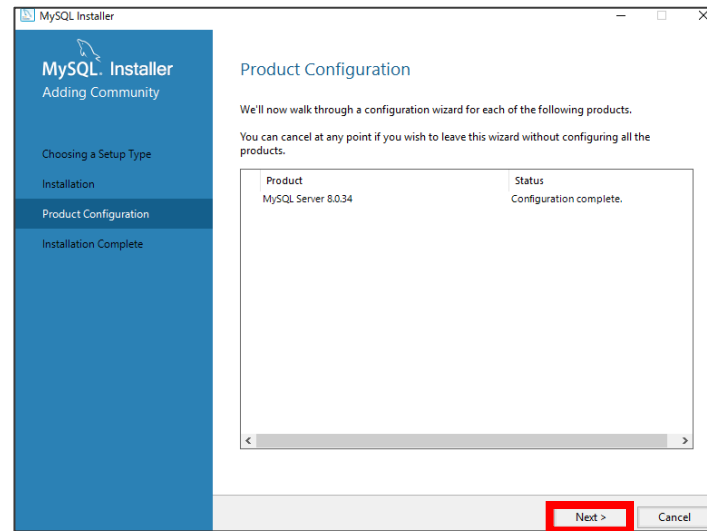 MySQL Installer
MySQL. Installer
Adding Community
Choosing a Setup Type
Installation
Product Configuration
Installation Complete
Product Configuration
We'll now walk through a configuration wizard for each of the following products.
You can cancel at any point if you wish to leave this wizard without configuring all the
products.
Product Status
MySQL Server 8.0.34 Configuration complete.
Next > Cancel